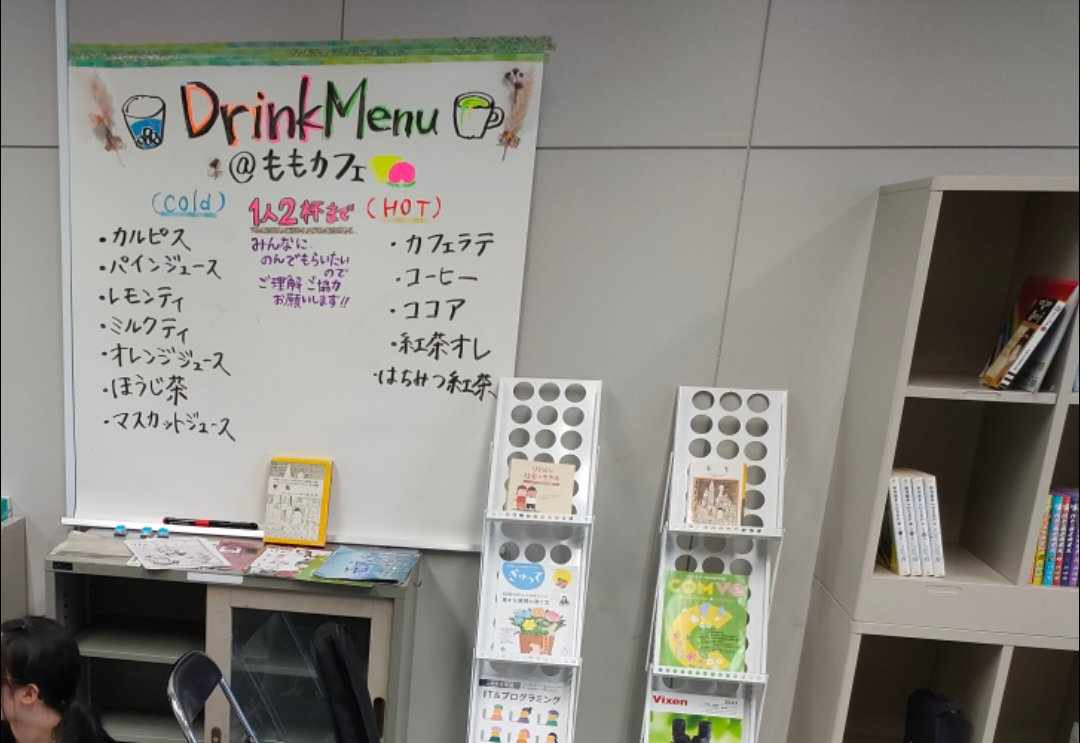 DrinkMenu
@ももカフェ
(cold)
・カルピス
・パインジュース
・レモンティ
・ミルクティ
・オレンジジュース
・ほうじ茶
・マスカットジュース
1人2杯まで
みんなに
のんでもらいたい
ので
ご理解ご協力
お願いします!!
(HOT)
・カフェラテ
・コーヒー
・ココア
・紅茶オレ
・はちみつ紅茶
ぎゅって
IT&プログラミング
COMVO
Vixen